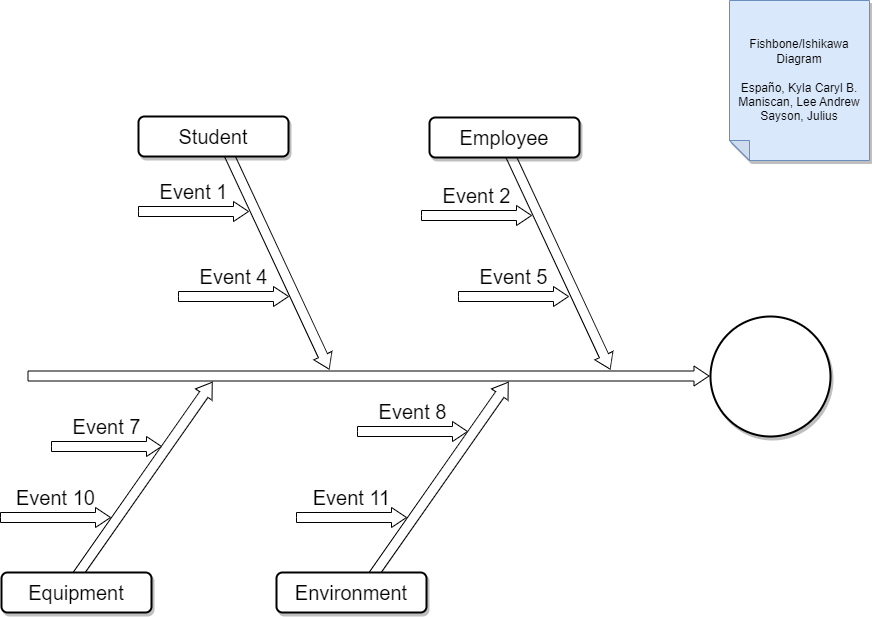 Fishbone/Ishikawa
Diagram
Españo, Kyla Caryl B.
Maniscan, Lee Andrew
Sayson, Julius
Student
Employee
Event 1
Event 2
Event 4
Event 5
Event 8
Event 7
Event 10
Event 11
Equipment
Environment